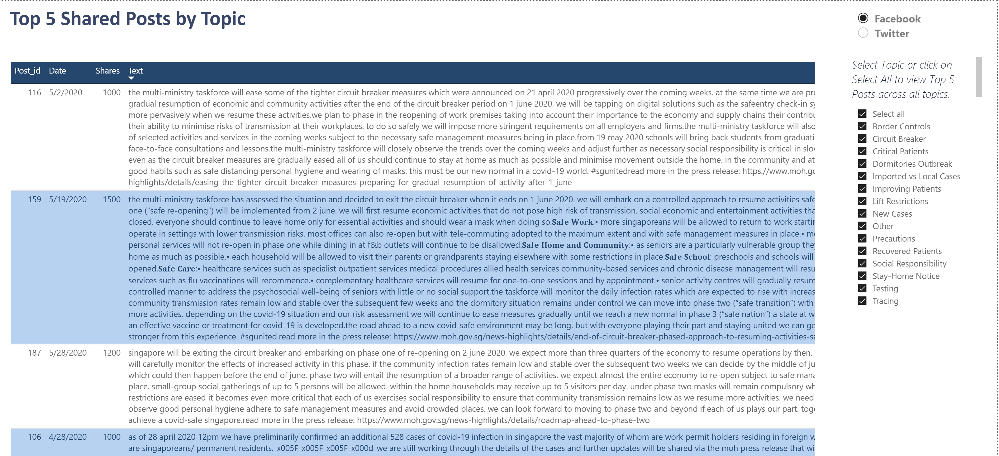 Top 5 Shared Posts by Topic
Facebook
Twitter
Select Topic or click on
Select All to view Top 5
Posts across all topics.
Select all
Border Controls
Circuit Breaker
Critical Patients
Dormitories Outbreak
Imported vs Local Cases
Improving Patients
Lift Restrictions
New Cases
Other
Precautions
Recovered Patients
Social Responsibility
Stay-Home Notice
Testing
Tracing
Post_id Date Shares Text
116 5/2/2020 1000 the multi-ministry taskforce will ease some of the tighter circuit breaker measures which were announced on 21 april 2020 progressively over the coming weeks. at the same time we are
gradual resumption of economic and community activities after the end of the circuit breaker period on 1 june 2020. we will be tapping on digital solutions such as the safeentry check-in
more pervasively when we resume these activities.we plan to phase in the reopening of work premises taking into account their importance to the economy and supply chains their
their ability to minimise risks of transmission at their workplaces. to do so safely we will impose more stringent requirements on all employers and firms.the multi-ministry taskforce will also
of selected activities and services in the coming weeks subject to the necessary safe management measures being in place.from 19 may 2020 schools will bring back students from
face-to-face consultations and lessons.the multi-ministry taskforce will closely observe the trends over the coming weeks and adjust further as necessary.social responsibility is critical in
even as the circuit breaker measures are gradually eased all of us should continue to stay at home as much as possible and minimise movement outside the home. in the community and at
good habits such as safe distancing personal hygiene and wearing of masks. this must be our new normal in a covid-19 world. #sgunitedread more in the press release: https://www.moh.go
highlights/details/easing-the-tighter-circuit-breaker-measures-preparing-for-gradual-resumption-of-activity-after-1-june
159 5/19/2020 1500 the multi-ministry taskforce has assessed the situation and decided to exit the circuit breaker when it ends on 1 june 2020. we will embark on a controlled approach to resume activities safe
one (“safe re-opening”) will be implemented from 2 june. we will first resume economic activities that do not pose high risk of transmission. social economic and entertainment activities
closed. everyone should continue to leave home only for essential activities and should wear a mask when doing so.Safe Work:• more singaporeans will be allowed to return to work
operate in settings with lower transmission risks. most offices can also re-open but with tele-commuting adopted to the maximum extent and with safe management measures in place.•
personal services will not re-open in phase one while dining in at f&b outlets will continue to be disallowed.Safe Home and Community:• as seniors are a particularly vulnerable group they
home as much as possible.• each household will be allowed to visit their parents or grandparents staying elsewhere with some restrictions in place.Safe School: preschools and schools will
opened.Safe Care:• healthcare services such as specialist outpatient services medical procedures allied health services community-based services and chronic disease management will resu
services such as flu vaccinations will recommence.• complementary healthcare services will resume for one-to-one sessions and by appointment.• senior activity centres will gradually resum
controlled manner to address the psychosocial well-being of seniors with little or no social support.the taskforce will monitor the daily infection rates which are expected to rise with increas
community transmission rates remain low and stable over the subsequent few weeks and the dormitory situation remains under control we can move into phase two (“safe transition”) with
more activities. depending on the covid-19 situation and our risk assessment we will continue to ease measures gradually until we reach a new normal in phase 3 (“safe nation”) a state at w
an effective vaccine or treatment for covid-19 is developed.the road ahead to a new covid-safe environment may be long. but with everyone playing their part and staying united we can ge
stronger from this experience. #sgunited.read more in the press release: https://www.moh.gov.sg/news-highlights/details/end-of-circuit-breaker-phased-approach-to-resuming-activities-sa
187 5/28/2020 1200 singapore will be exiting the circuit breaker and embarking on phase one of re-opening on 2 june 2020. we expect more than three quarters of the economy to resume operations by then.
will carefully monitor the effects of increased activity in this phase. if the community infection rates remain low and stable over the subsequent two weeks we can decide by the middle of ju
which could then happen before the end of june. phase two will entail the resumption of a broader range of activities. we expect almost the entire economy to re-open subject to safe mana
place. small-group social gatherings of up to 5 persons will be allowed. within the home households may receive up to 5 visitors per day. under phase two masks will remain compulsory wh
restrictions are eased it becomes even more critical that each of us exercises social responsibility to ensure that community transmission remains low as we resume more activities. we need
observe good personal hygiene adhere to safe management measures and avoid crowded places. we can look forward to moving to phase two and beyond if each of us plays our part. toge
achieve a covid-safe singapore.read more in the press release: https://www.moh.gov.sg/news-highlights/details/roadmap-ahead-to-phase-two
106 4/28/2020 1000 as of 28 april 2020 12pm we have preliminarily confirmed an additional 528 cases of covid-19 infection in singapore the vast majority of whom are work permit holders residing in foreign w
are singaporeans/ permanent residents._x005F_x005F_x005F_x000d_we are still working through the details of the cases and further updates will be shared via the moh press release that wi